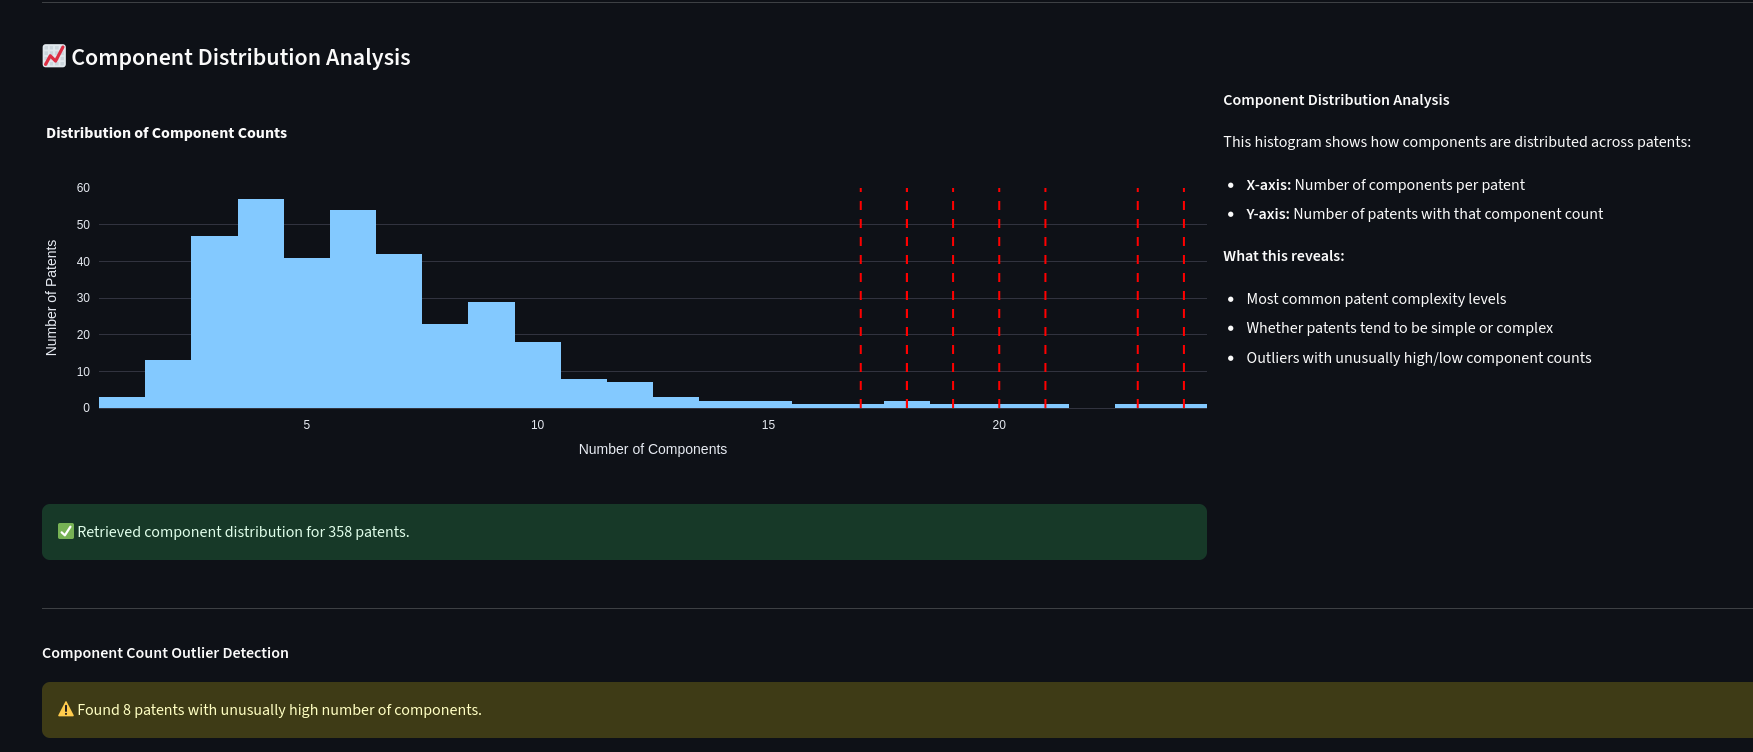 📈 Component Distribution Analysis
Distribution of Component Counts
60
50
40
30
20
10
0
Number of Patents
5
10
15
20
Number of Components
Component Distribution Analysis
This histogram shows how components are distributed across patents:
• X-axis: Number of components per patent
• Y-axis: Number of patents with that component count
What this reveals:
• Most common patent complexity levels
• Whether patents tend to be simple or complex
• Outliers with unusually high/low component counts
✅ Retrieved component distribution for 358 patents.
Component Count Outlier Detection
⚠️ Found 8 patents with unusually high number of components.